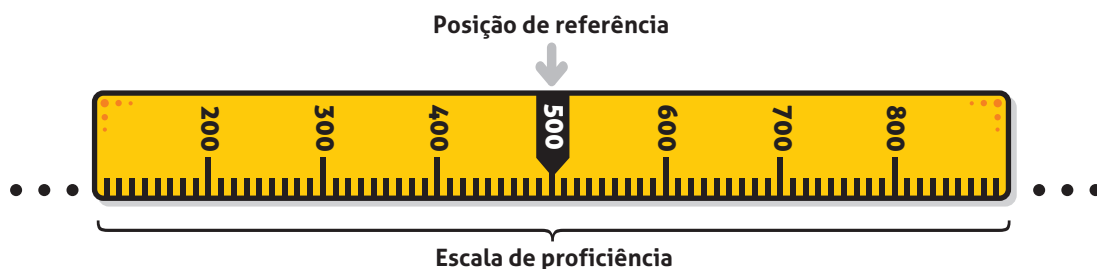 Posição de referência
200 300 400 500 600 700 800
Escala de proficiência